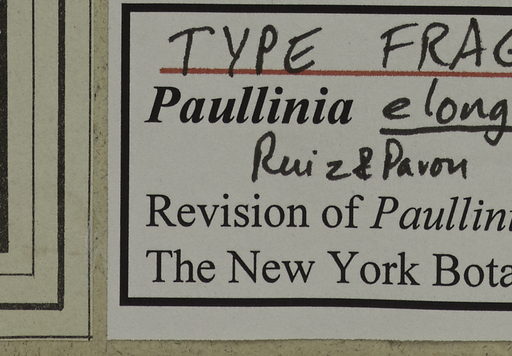 TYPE FRAG
Paullinia elong
Ruiz & Pavon
Revision of Paullini
The New York Bota